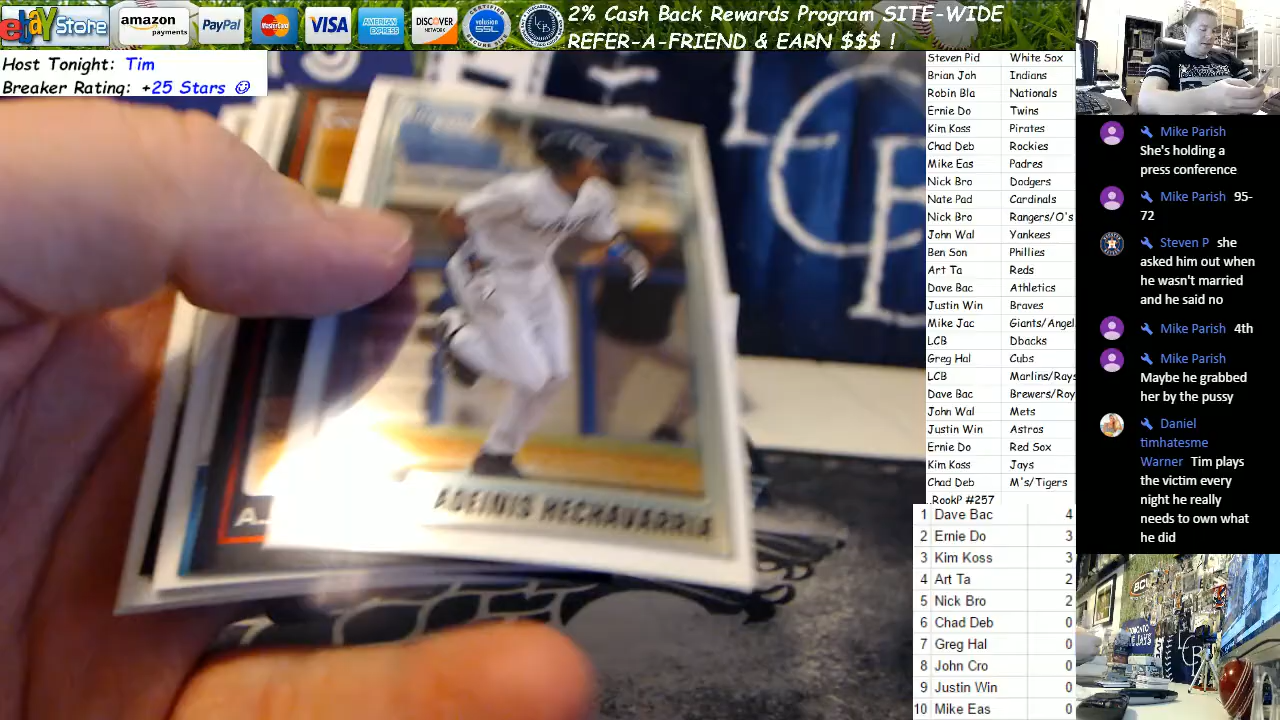 ebay Store
amazon payments
PayPal
MasterCard
VISA
AMERICAN EXPRESS
DISCOVER NETWORK
volusion SSL
LCB
2% Cash Back Rewards Program SITE-WIDE
REFER-A-FRIEND & EARN $$$ !
Host Tonight: Tim
Breaker Rating: +25 Stars
Steven Pid White Sox
Brian Joh Indians
Robin Bla Nationals
Ernie Do Twins
Kim Koss Pirates
Chad Deb Rockies
Mike Eas Padres
Nick Bro Dodgers
Nate Pad Cardinals
Nick Bro Rangers/O's
John Wal Yankees
Ben Son Phillies
Art Ta Reds
Dave Bac Athletics
Justin Win Braves
Mike Jac Giants/Angel
LCB Dbacks
Greg Hal Cubs
LCB Marlins/Rays
Dave Bac Brewers/Roy
John Wal Mets
Justin Win Astros
Ernie Do Red Sox
Kim Koss Jays
Chad Deb M's/Tigers
RookP #257
1 Dave Bac 4
2 Ernie Do 3
3 Kim Koss 3
4 Art Ta 2
5 Nick Bro 2
6 Chad Deb 0
7 Greg Hal 0
8 John Cro 0
9 Justin Win 0
10 Mike Eas 0
Mike Parish
She's holding a
press conference
Mike Parish 95-
72
Steven P she
asked him out when
he wasn't married
and he said no
Mike Parish 4th
Mike Parish
Maybe he grabbed
her by the pussy
Daniel
timhatesme
Warner Tim plays
the victim every
night he really
needs to own what
he did